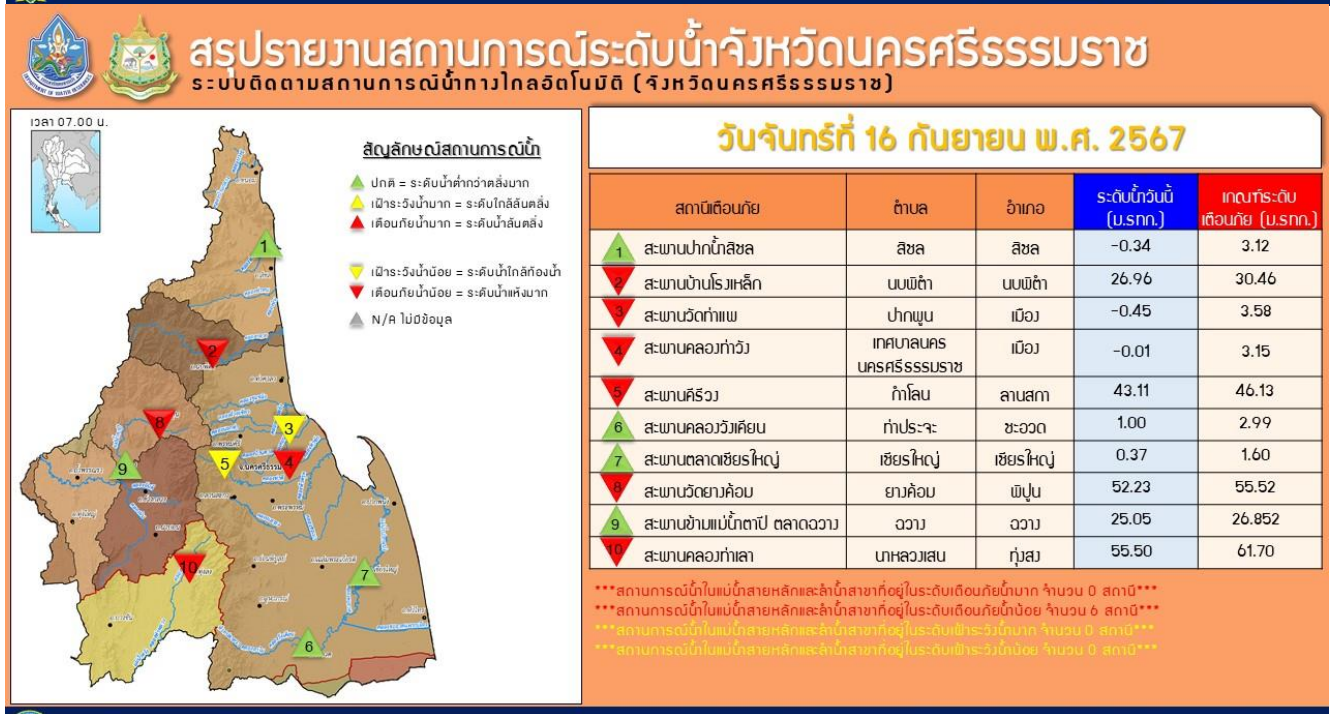 สรุปรายงานสถานการณ์ระดับน้ำจังหวัดนครศรีธรรมราช
ระบบติดตามสถานการณ์น้ำทางไกลอัตโนมัติ (จังหวัดนครศรีธรรมราช)
เวลา 07.00 น.
สัญลักษณ์สถานการณ์น้ำ
ปกติ = ระดับน้ำต่ำกว่าตลิ่งมาก
เฝ้าระวังน้ำมาก = ระดับใกล้ล้นตลิ่ง
เตือนภัยน้ำมาก = ระดับน้ำล้นตลิ่ง
เฝ้าระวังน้ำน้อย = ระดับน้ำใกล้ท้องน้ำ
เตือนภัยน้ำน้อย = ระดับน้ำแห้งมาก
N/A ไม่มีข้อมูล
1
2
3
8
5
4
9
10
7
6
วันจันทร์ที่ 16 กันยายน พ.ศ. 2567
สถานีเตือนภัย ตำบล อำเภอ ระดับน้ำวันนี้ (ม.รทก.) เกณฑ์ระดับเตือนภัย (ม.รทก.)
1 สะพานปากน้ำสิชล สิชล สิชล -0.34 3.12
2 สะพานบ้านโรงเหล็ก นบพิตำ นบพิตำ 26.96 30.46
3 สะพานวัดท่าแพ ปากพูน เมือง -0.45 3.58
4 สะพานคลองท่าวัง เทศบาลนครนครศรีธรรมราช เมือง -0.01 3.15
5 สะพานคีรีวง กำโลน ลานสกา 43.11 46.13
6 สะพานคลองวังเคียน ท่าประจะ ชะอวด 1.00 2.99
7 สะพานตลาดเชียรใหญ่ เชียรใหญ่ เชียรใหญ่ 0.37 1.60
8 สะพานวัดยางค้อม ยางค้อม พิปูน 52.23 55.52
9 สะพานข้ามแม่น้ำตาปี ตลาดฉวาง ฉวาง ฉวาง 25.05 26.852
10 สะพานคลองท่าเลา นาหลวงเสน ทุ่งสง 55.50 61.70
***สถานการณ์น้ำในแม่น้ำสายหลักและลำน้ำสาขาที่อยู่ในระดับเตือนภัยน้ำมาก จำนวน 0 สถานี***
***สถานการณ์น้ำในแม่น้ำสายหลักและลำน้ำสาขาที่อยู่ในระดับเตือนภัยน้ำน้อย จำนวน 6 สถานี***
***สถานการณ์น้ำในแม่น้ำสายหลักและลำน้ำสาขาที่อยู่ในระดับเฝ้าระวังน้ำมาก จำนวน 0 สถานี***
***สถานการณ์น้ำในแม่น้ำสายหลักและลำน้ำสาขาที่อยู่ในระดับเฝ้าระวังน้ำน้อย จำนวน 0 สถานี***